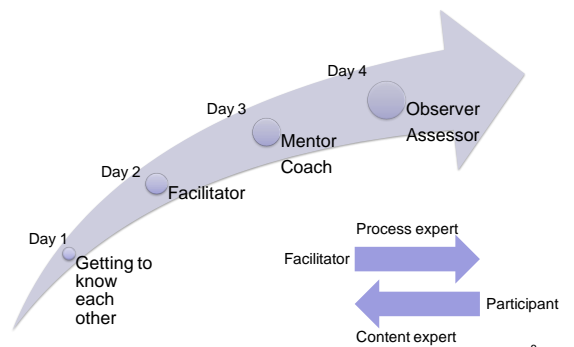 Day 4
Observer
Assessor
Day 3
Mentor
Coach
Day 2
Facilitator
Day 1
Getting to
know
each
other
Process expert
Facilitator
Participant
Content expert